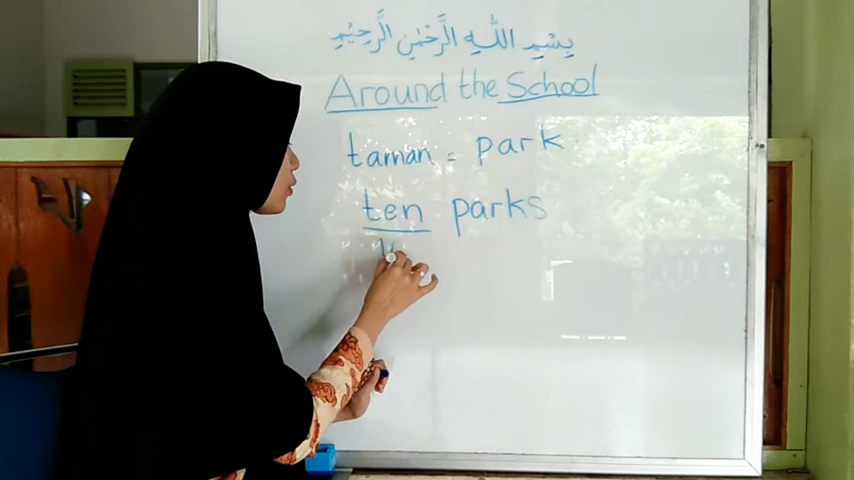 بِسْمِ اللّٰهِ الرَّحْمٰنِ الرَّحِيْمِ
Around the School
taman = park
ten parks